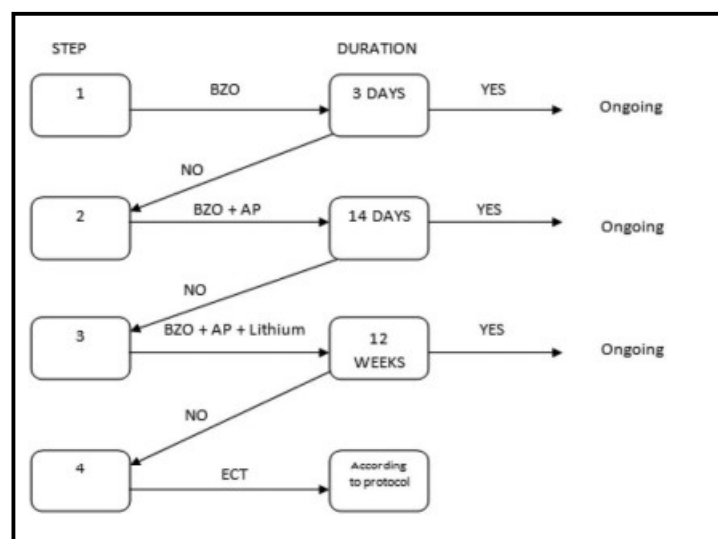 STEP DURATION
1 BZO 3 DAYS YES Ongoing
NO
2 BZO + AP 14 DAYS YES Ongoing
NO
3 BZO + AP + Lithium 12 YES Ongoing
WEEKS
NO
4 ECT According
to protocol